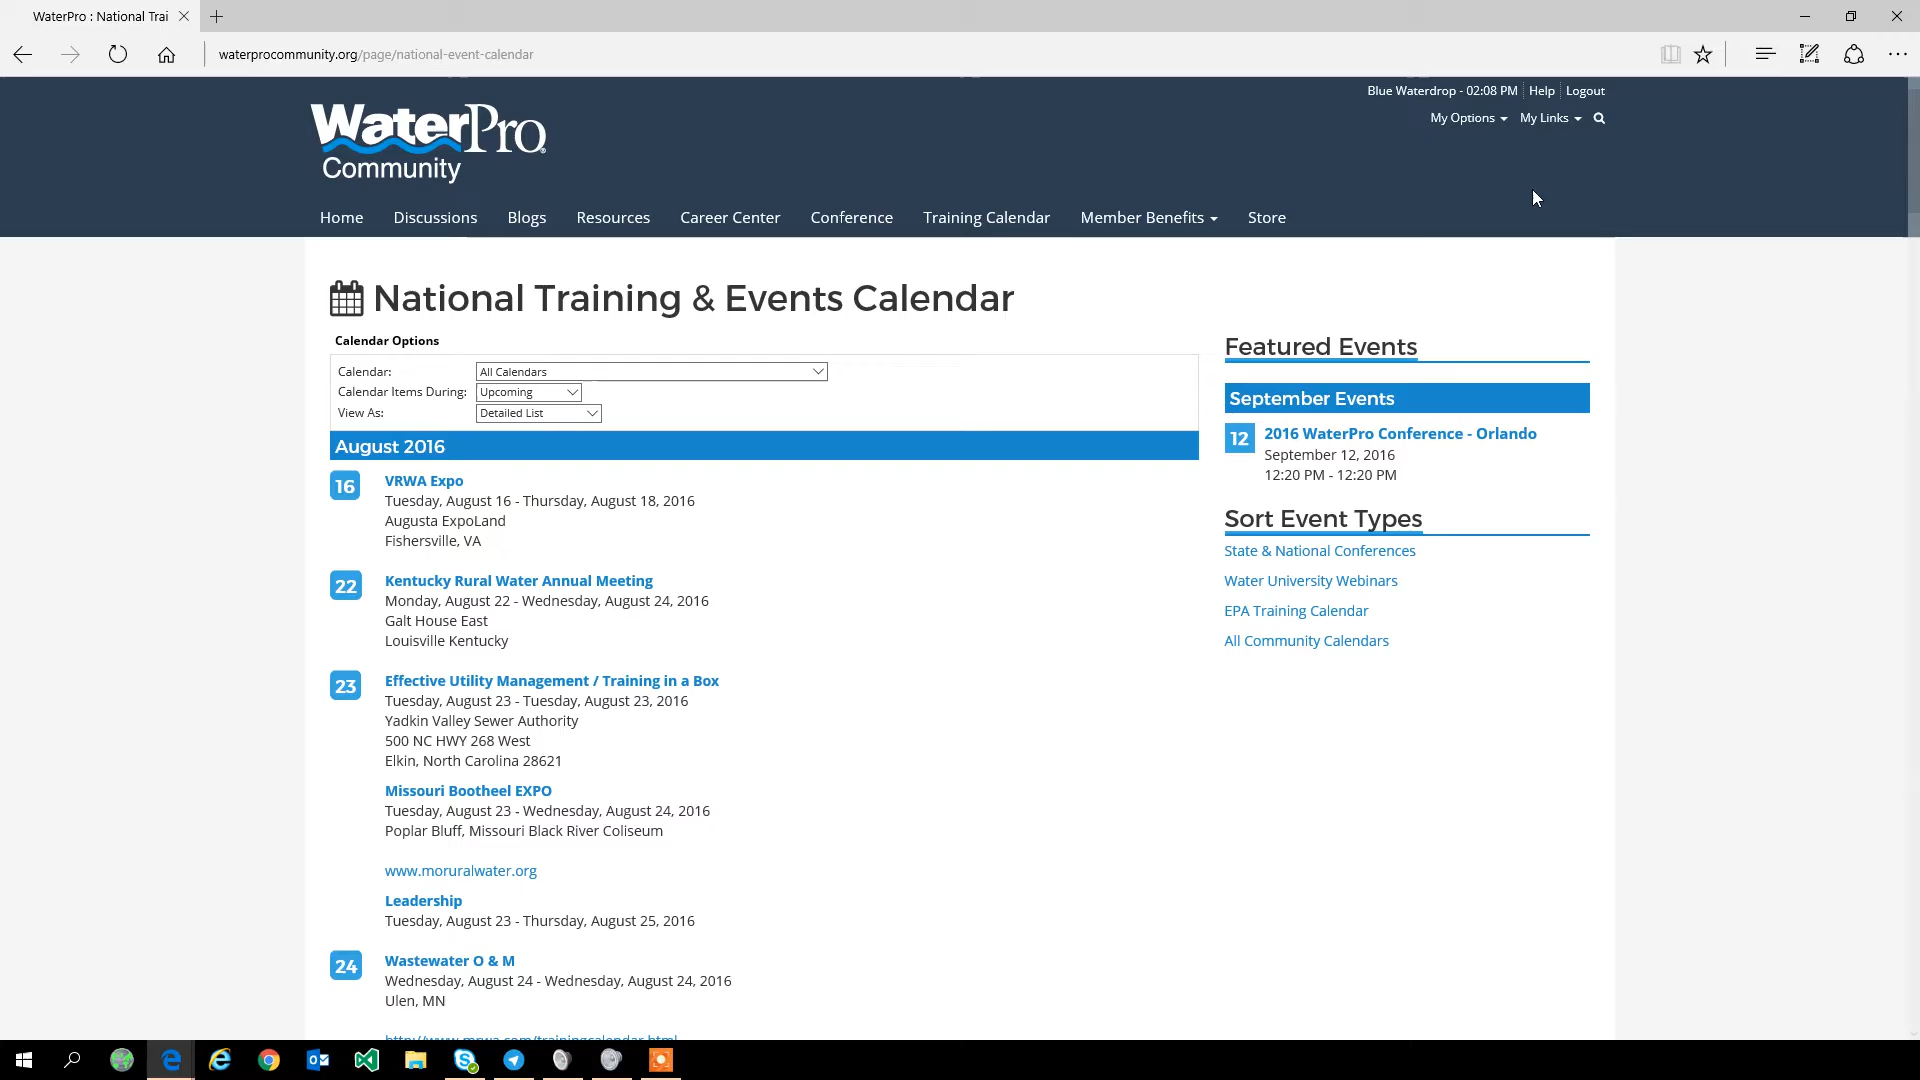 WaterPro : National Trai
waterprocommunity.org/page/national-event-calendar
Blue Waterdrop - 02:08 PM Help Logout
My Options My Links
WaterPro
Community
Home Discussions Blogs Resources Career Center Conference Training Calendar Member Benefits Store
National Training & Events Calendar
Calendar Options
Calendar: All Calendars
Calendar Items During: Upcoming
View As: Detailed List
August 2016
16 VRWA Expo
Tuesday, August 16 - Thursday, August 18, 2016
Augusta ExpoLand
Fishersville, VA
22 Kentucky Rural Water Annual Meeting
Monday, August 22 - Wednesday, August 24, 2016
Galt House East
Louisville Kentucky
23 Effective Utility Management / Training in a Box
Tuesday, August 23 - Tuesday, August 23, 2016
Yadkin Valley Sewer Authority
500 NC HWY 268 West
Elkin, North Carolina 28621
Missouri Bootheel EXPO
Tuesday, August 23 - Wednesday, August 24, 2016
Poplar Bluff, Missouri Black River Coliseum
www.moruralwater.org
Leadership
Tuesday, August 23 - Thursday, August 25, 2016
24 Wastewater O & M
Wednesday, August 24 - Wednesday, August 24, 2016
Ulen, MN
http://www.mrwa.com/trainingcalendar.html
Featured Events
September Events
12 2016 WaterPro Conference - Orlando
September 12, 2016
12:20 PM - 12:20 PM
Sort Event Types
State & National Conferences
Water University Webinars
EPA Training Calendar
All Community Calendars